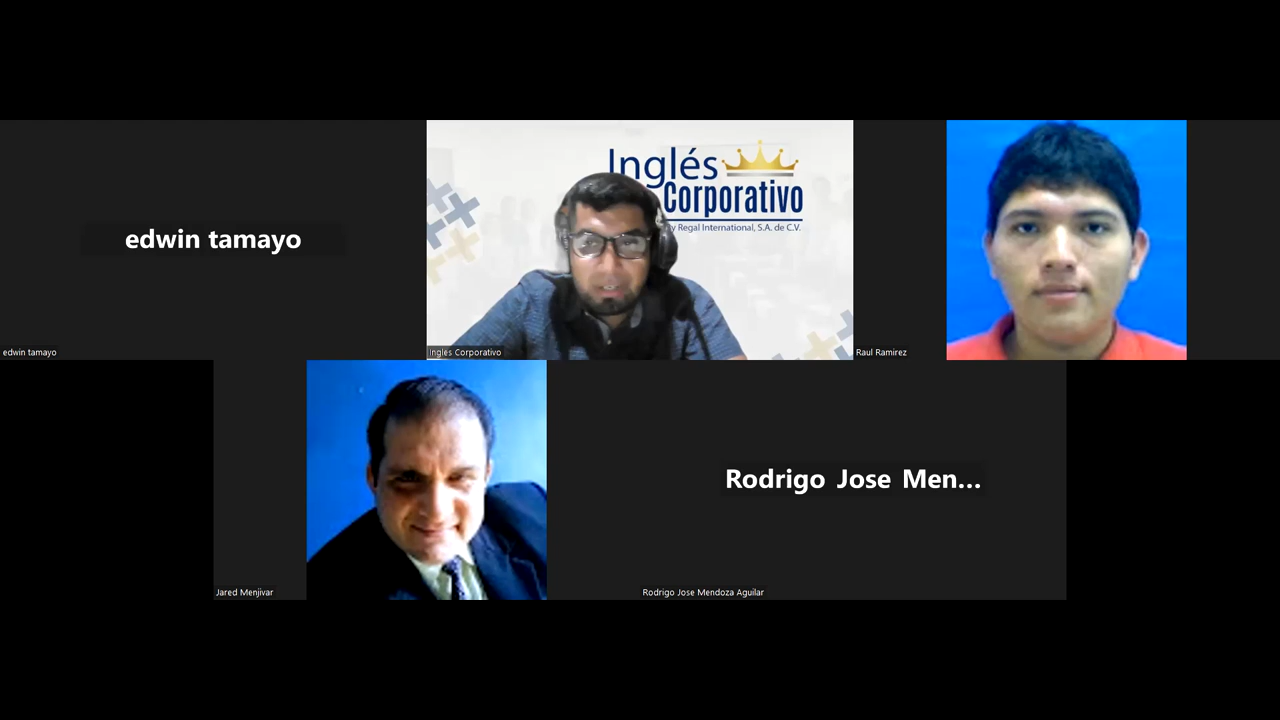 edwin tamayo
edwin tamayo
Inglés
Corporativo
y Regal International, S.A. de C.V.
Inglés Corporativo
Raul Ramirez
Rodrigo Jose Men...
Jared Menjivar
Rodrigo Jose Mendoza Aguilar